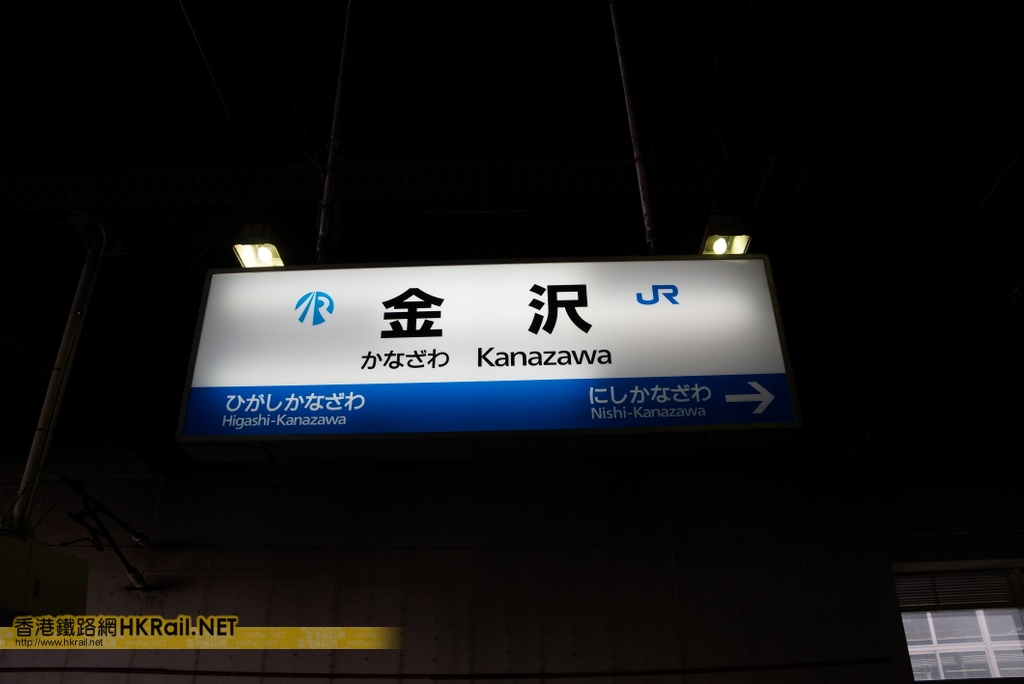 金 沢 JR
かなざわ Kanazawa
ひがしかなざわ にしかなざわ →
Higashi-Kanazawa Nishi-Kanazawa
香港鐵路網HKRail.NET
http://www.hkrail.net